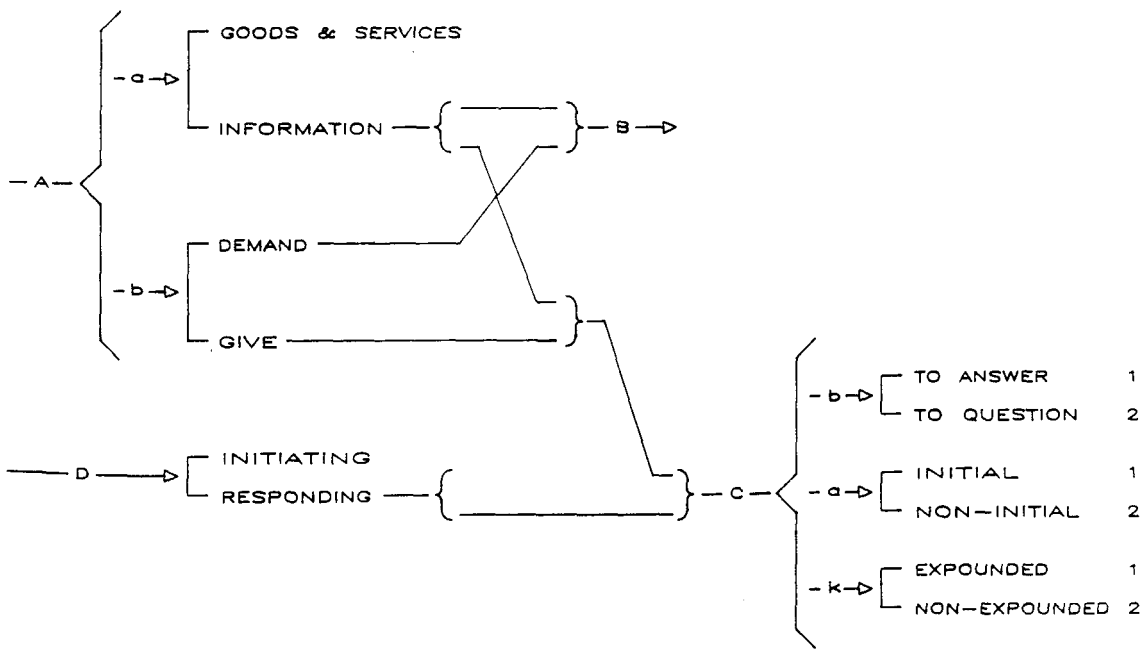 GOODS & SERVICES
a
INFORMATION
B
A
DEMAND
b
GIVE
TO ANSWER 1
b
TO QUESTION 2
INITIATING
D
RESPONDING
INITIAL 1
C
a
NON-INITIAL 2
EXPOUNDED 1
k
NON-EXPOUNDED 2